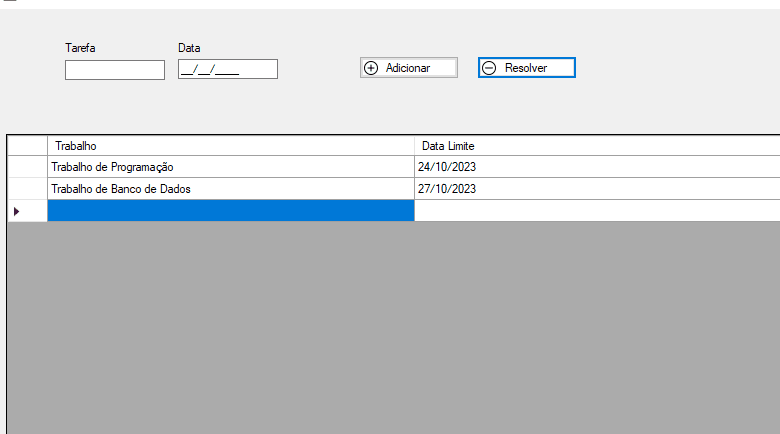 Tarefa Data
__/__/____ Adicionar Resolver
Trabalho Data Limite
Trabalho de Programação 24/10/2023
Trabalho de Banco de Dados 27/10/2023